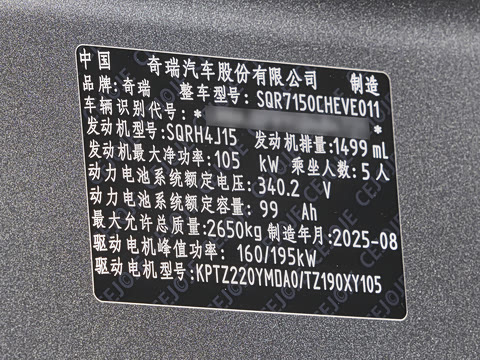 中国 奇瑞汽车股份有限公司 制造
品牌:奇瑞 整车型号:SQR7150CHEVE011
车辆识别代号:* *
发动机型号:SQRH4J15 发动机排量:1499 mL
发动机最大净功率:105 kW 乘坐人数:5人
动力电池系统额定电压:340.2 V
动力电池系统额定容量:99 Ah
最大允许总质量:2650kg 制造年月:2025-08
驱动电机峰值功率:160/195kW
驱动电机型号:KPTZ220YMDA0/TZ190XY105